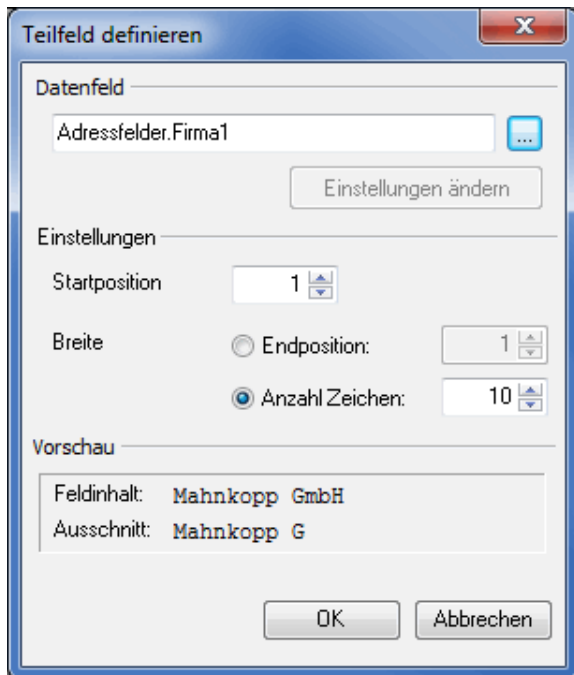 Teilfeld definieren
Datenfeld
Adressfelder.Firma1
...
Einstellungen ändern
Einstellungen
Startposition 1
Breite Endposition: 1
Anzahl Zeichen: 10
Vorschau
Feldinhalt: Mahnkopp GmbH
Ausschnitt: Mahnkopp G
OK Abbrechen